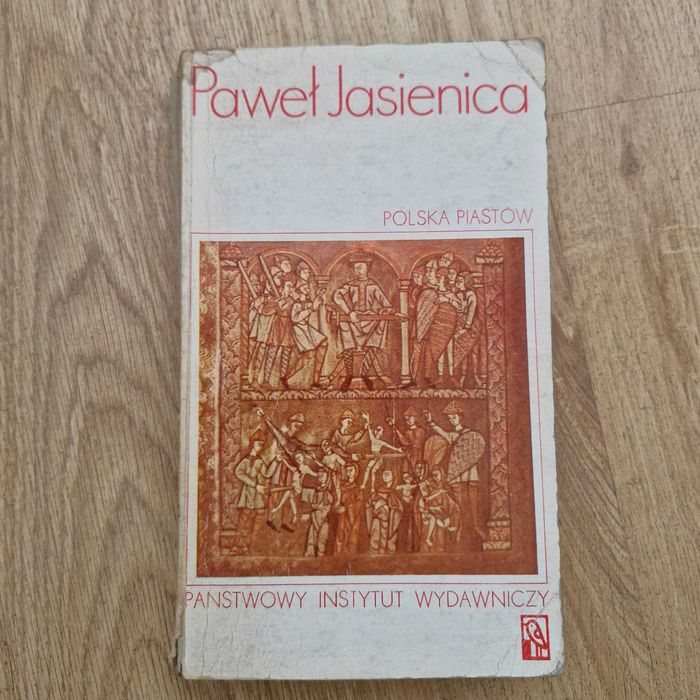 Paweł Jasienica
POLSKA PIASTÓW
PAŃSTWOWY INSTYTUT WYDAWNICZY